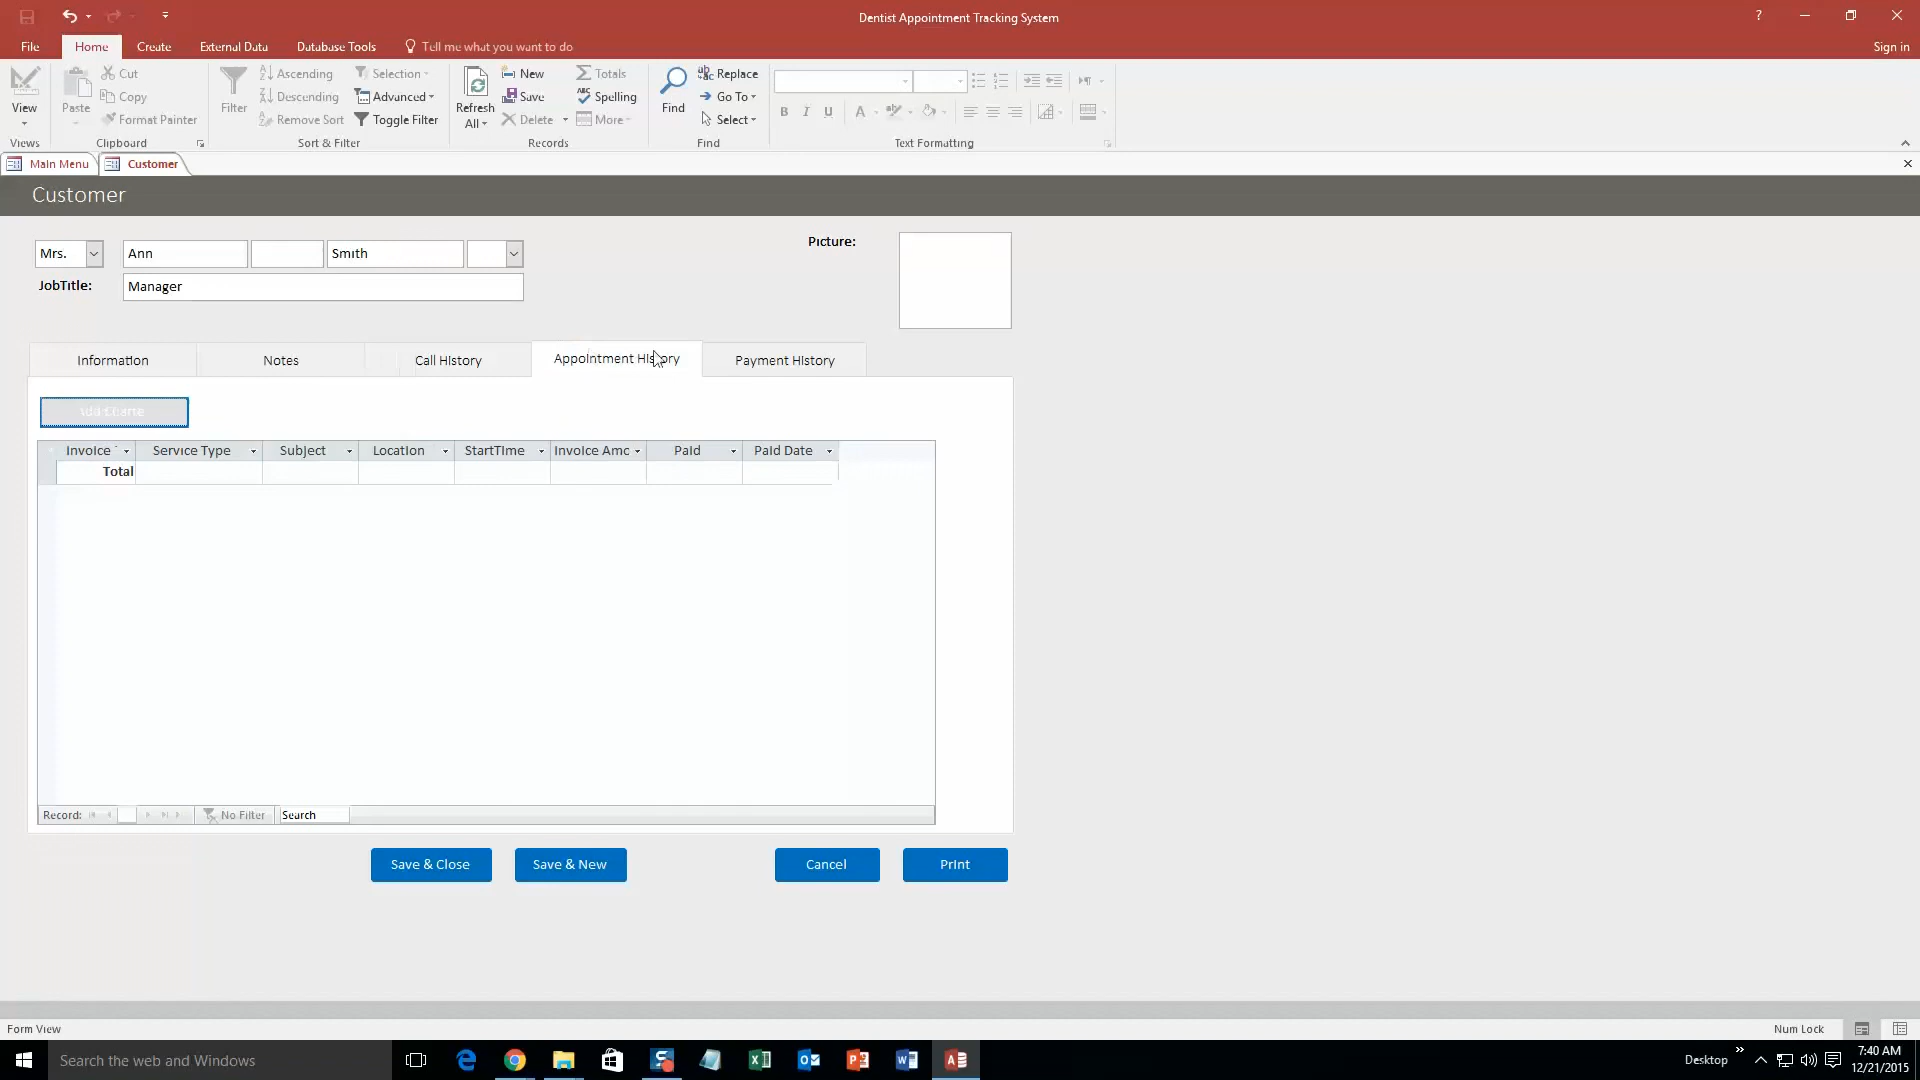 Dentist Appointment Tracking System
?
File Home Create External Data Database Tools Tell me what you want to do Sign in
View
Views
Paste
Cut
Copy
Format Painter
Clipboard
Filter
Ascending
Descending
Remove Sort
Selection
Advanced
Toggle Filter
Sort & Filter
Refresh
All
New
Save
Delete
Totals
Spelling
More
Records
Find
Replace
Go To
Select
Find
B I U A
Text Formatting
Main Menu Customer
Customer
Mrs. Ann Smith
Picture:
JobTitle: Manager
Information Notes Call History Appointment History Payment History
Invoice Service Type Subject Location StartTime Invoice Amo Paid Paid Date
Total
Record: No Filter Search
Save & Close Save & New Cancel Print
Form View Num Lock
Search the web and Windows
Desktop
7:40 AM
12/21/2015